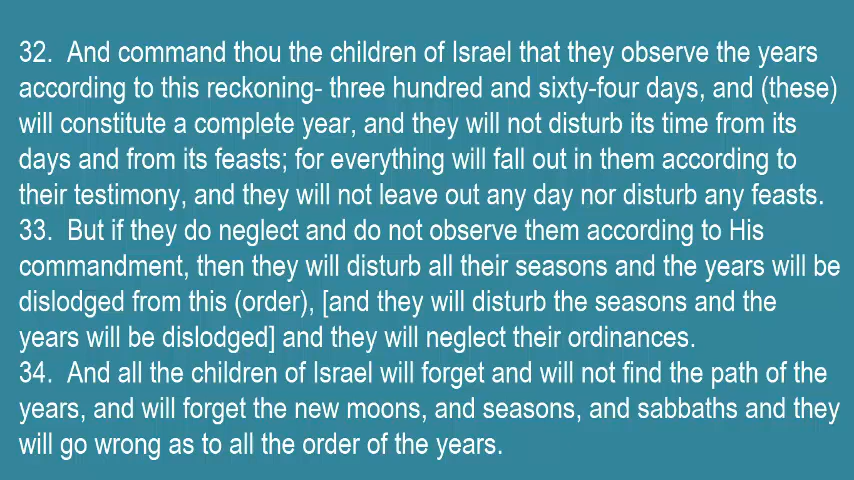 32.  And command thou the children of Israel that they observe the years
according to this reckoning- three hundred and sixty-four days, and (these)
will constitute a complete year, and they will not disturb its time from its
days and from its feasts; for everything will fall out in them according to
their testimony, and they will not leave out any day nor disturb any feasts.
33.  But if they do neglect and do not observe them according to His
commandment, then they will disturb all their seasons and the years will be
dislodged from this (order), [and they will disturb the seasons and the
years will be dislodged] and they will neglect their ordinances.
34.  And all the children of Israel will forget and will not find the path of the
years, and will forget the new moons, and seasons, and sabbaths and they
will go wrong as to all the order of the years.